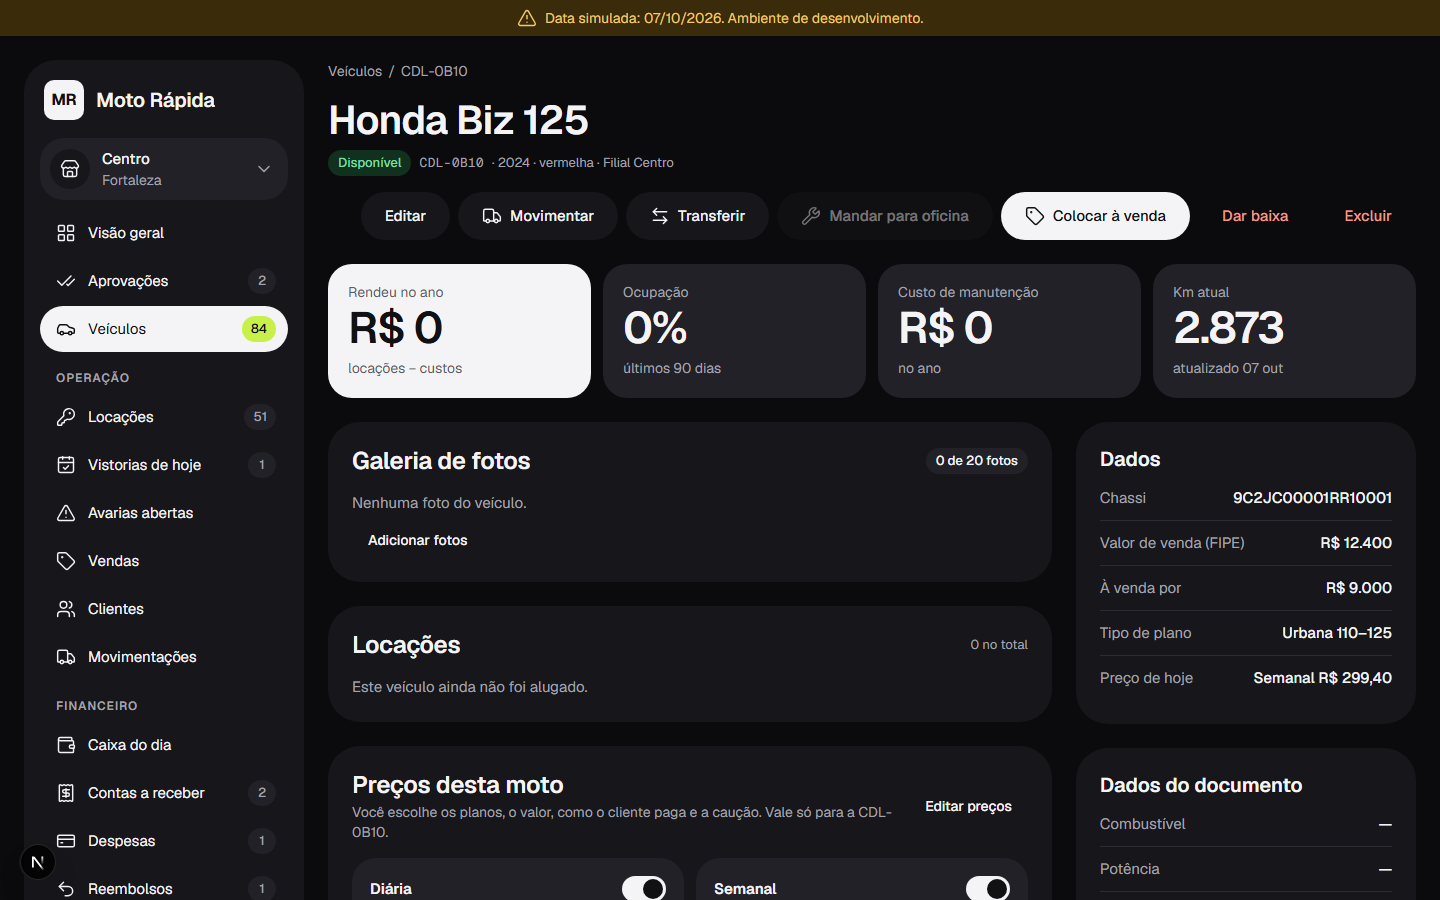 Data simulada: 07/10/2026. Ambiente de desenvolvimento.
MR
Moto Rápida
Centro
Fortaleza
Visão geral
Aprovações
2
Veículos
84
OPERAÇÃO
Locações
51
Vistorias de hoje
1
Avarias abertas
Vendas
Clientes
Movimentações
FINANCEIRO
Caixa do dia
Contas a receber
2
Despesas
1
Reembolsos
1
N
Veículos / CDL-0B10
Honda Biz 125
Disponível CDL-0B10 · 2024 · vermelha · Filial Centro
Editar
Movimentar
Transferir
Mandar para oficina
Colocar à venda
Dar baixa
Excluir
Rendeu no ano
R$ 0
locações – custos
Ocupação
0%
últimos 90 dias
Custo de manutenção
R$ 0
no ano
Km atual
2.873
atualizado 07 out
Galeria de fotos
0 de 20 fotos
Nenhuma foto do veículo.
Adicionar fotos
Locações
0 no total
Este veículo ainda não foi alugado.
Preços desta moto
Você escolhe os planos, o valor, como o cliente paga e a caução. Vale só para a CDL-
0B10.
Editar preços
Diária
Semanal
Dados
Chassi 9C2JC00001RR10001
Valor de venda (FIPE) R$ 12.400
À venda por R$ 9.000
Tipo de plano Urbana 110–125
Preço de hoje Semanal R$ 299,40
Dados do documento
Combustível —
Potência —